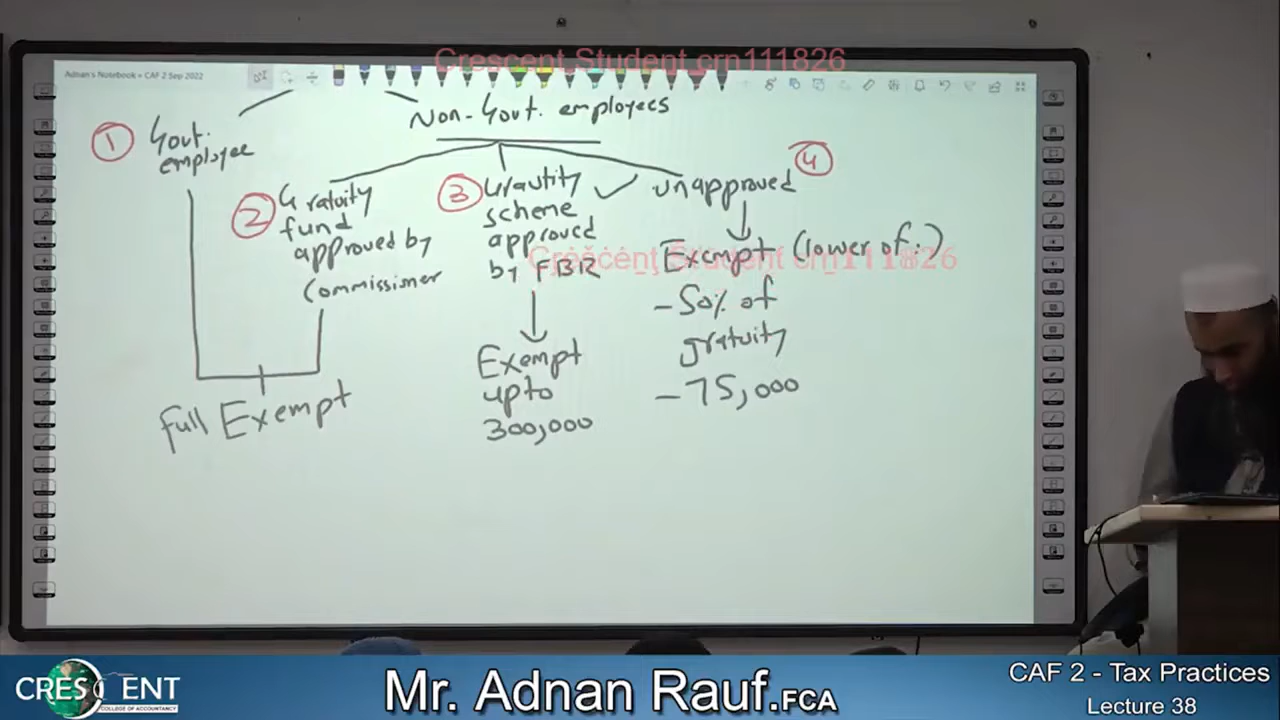 Crescent Student crn111826
Adnan's Notebook » CAF 2 Sep 2022
Non-Govt. employees
① Govt.
employee
② Gratuity
fund
approved by
Commissioner
③ Grautity
scheme
approved
by FBR
unapproved ④
Exempt (lower of:)
Crescent Student crn111826
- 50% of
gratuity
- 75,000
Full Exempt
Exempt
upto
300,000
CRESCENT
COLLEGE OF ACCOUNTANCY
Mr. Adnan Rauf.FCA
CAF 2 - Tax Practices
Lecture 38